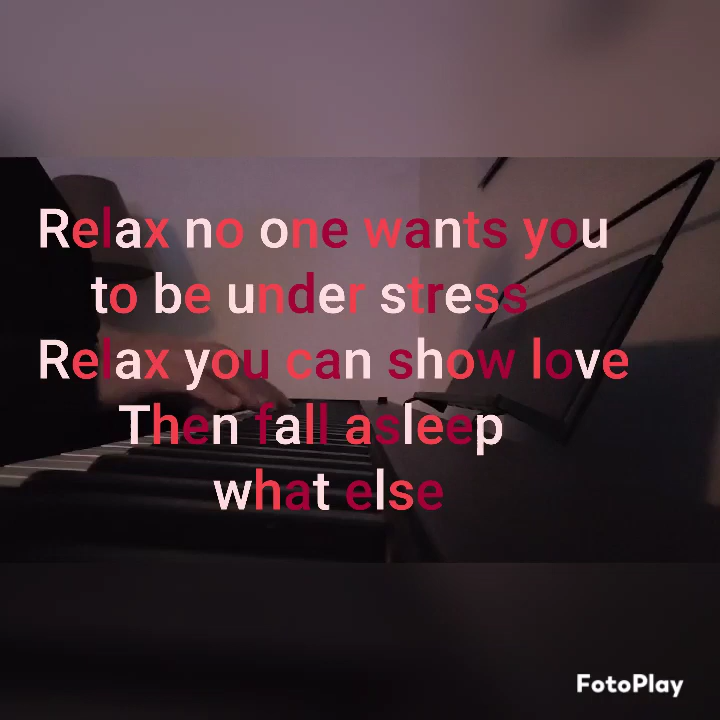 Relax no one wants you
to be under stress
Relax you can show love
Then fall asleep
what else
FotoPlay